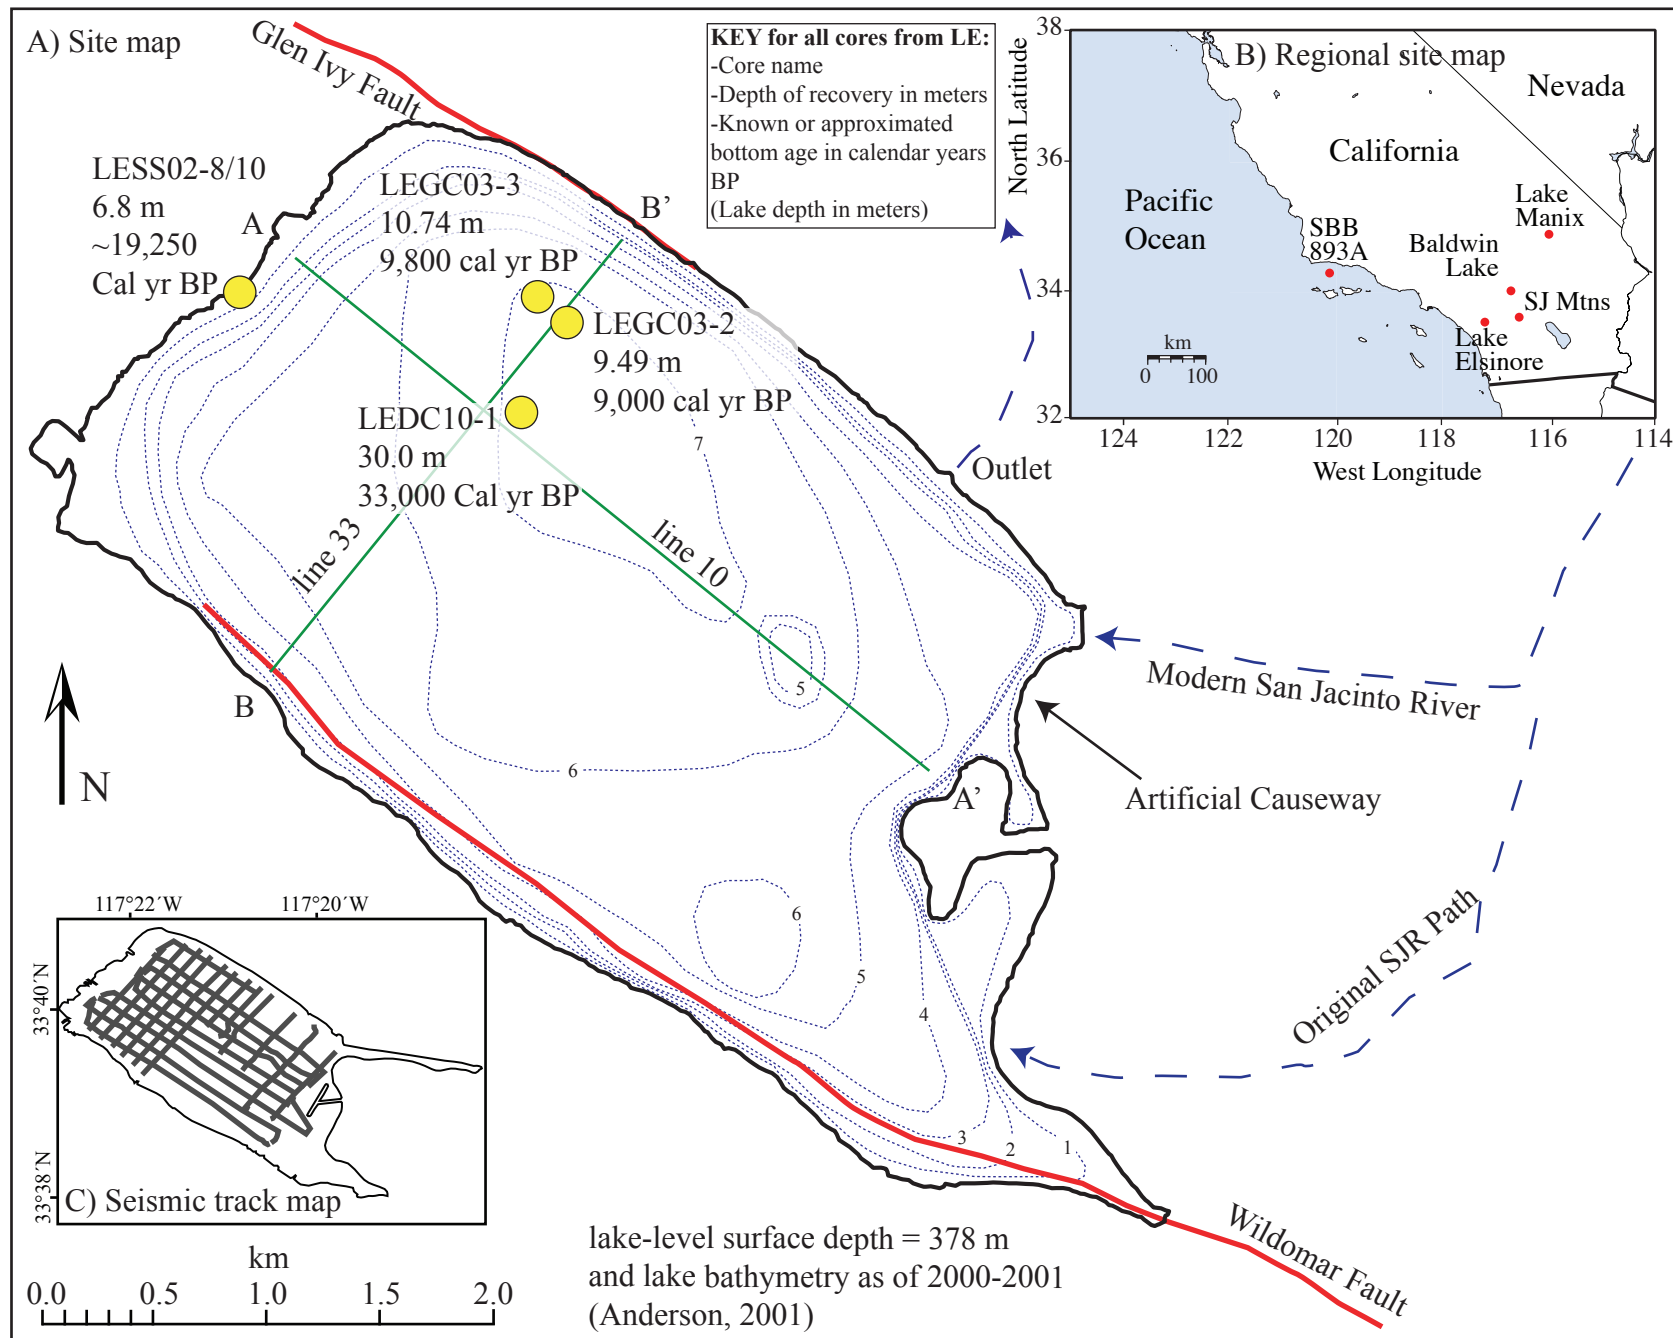 A) Site map
Glen Ivy Fault
KEY for all cores from LE:
-Core name
-Depth of recovery in meters
-Known or approximated
bottom age in calendar years
BP
(Lake depth in meters)
B) Regional site map
North Latitude
38
36
34
32
124
122
120
118
116
114
West Longitude
Nevada
California
Pacific
Ocean
SBB
893A
Lake
Manix
Baldwin
Lake
SJ Mtns
Lake
Elsinore
km
0
100
LESS02-8/10
6.8 m
~19,250
Cal yr BP
A
LEGC03-3
10.74 m
9,800 cal yr BP
B'
LEGC03-2
9.49 m
9,000 cal yr BP
LEDC10-1
30.0 m
33,000 Cal yr BP
7
Outlet
line 33
line 10
5
6
B
Modern San Jacinto River
Artificial Causeway
A'
N
6
5
4
3
2
1
Original SJR Path
117°22´W
117°20´W
33°40´N
33°38´N
C) Seismic track map
km
0.0
0.5
1.0
1.5
2.0
lake-level surface depth = 378 m
and lake bathymetry as of 2000-2001
(Anderson, 2001)
Wildomar Fault